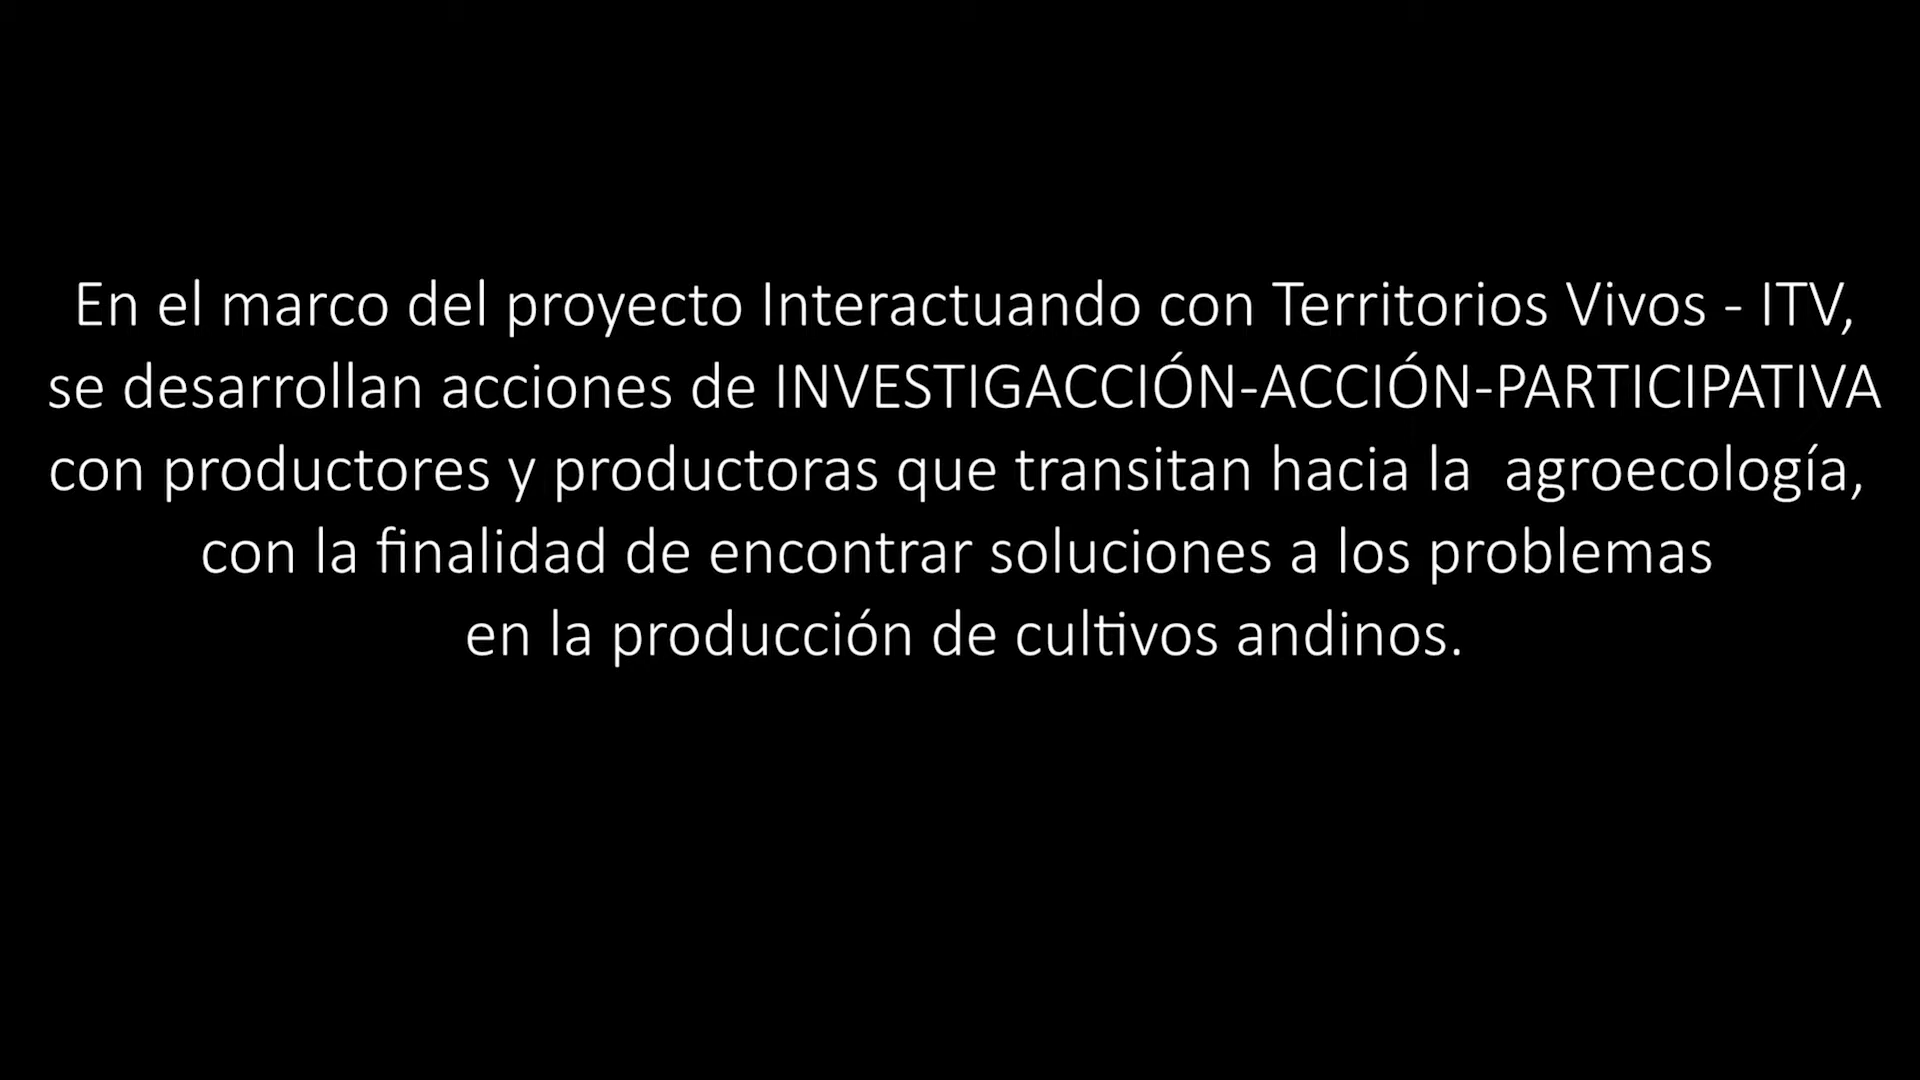 En el marco del proyecto Interactuando con Territorios Vivos - ITV,
se desarrollan acciones de INVESTIGACCIÓN-ACCIÓN-PARTICIPATIVA
con productores y productoras que transitan hacia la  agroecología,
con la finalidad de encontrar soluciones a los problemas
en la producción de cultivos andinos.